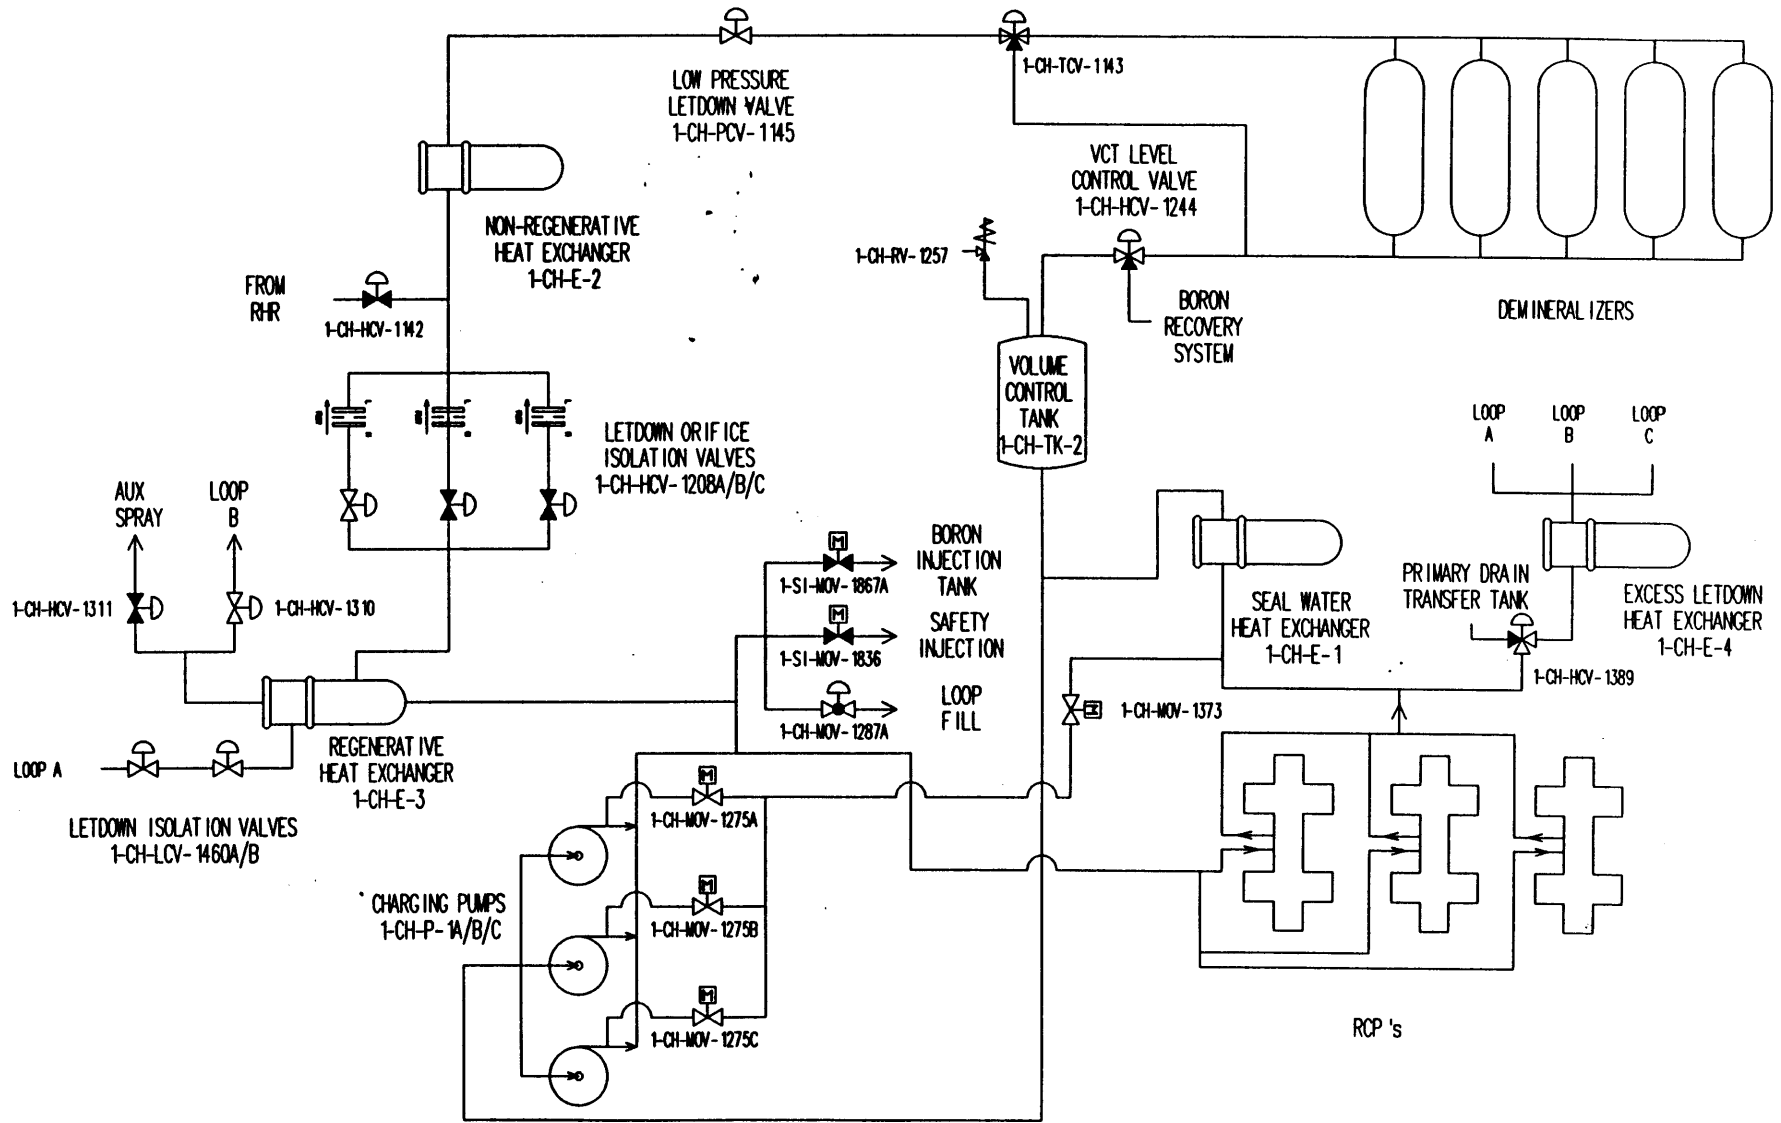 1-CH-TCV-1143
LOW PRESSURE
LETDOWN VALVE
1-CH-PCV-1145
VCT LEVEL
CONTROL VALVE
1-CH-HCV-1244
NON-REGENERATIVE
HEAT EXCHANGER
1-CH-E-2
1-CH-RV-1257
FROM
RHR
1-CH-HCV-1142
BORON
RECOVERY
SYSTEM
DEMINERALIZERS
VOLUME
CONTROL
TANK
1-CH-TK-2
LOOP
A
LOOP
B
LOOP
C
LETDOWN ORIFICE
ISOLATION VALVES
1-CH-HCV-1208A/B/C
AUX
SPRAY
LOOP
B
1-CH-HCV-1311
1-CH-HCV-1310
M
BORON
INJECTION
TANK
1-SI-MOV-1867A
M
SAFETY
INJECTION
1-SI-MOV-1836
LOOP
FILL
1-CH-MOV-1287A
SEAL WATER
HEAT EXCHANGER
1-CH-E-1
PRIMARY DRAIN
TRANSFER TANK
EXCESS LETDOWN
HEAT EXCHANGER
1-CH-E-4
1-CH-HCV-1389
M
1-CH-MOV-1373
LOOP A
REGENERATIVE
HEAT EXCHANGER
1-CH-E-3
LETDOWN ISOLATION VALVES
1-CH-LCV-1460A/B
M
1-CH-MOV-1275A
CHARGING PUMPS
1-CH-P-1A/B/C
M
1-CH-MOV-1275B
M
1-CH-MOV-1275C
RCP's